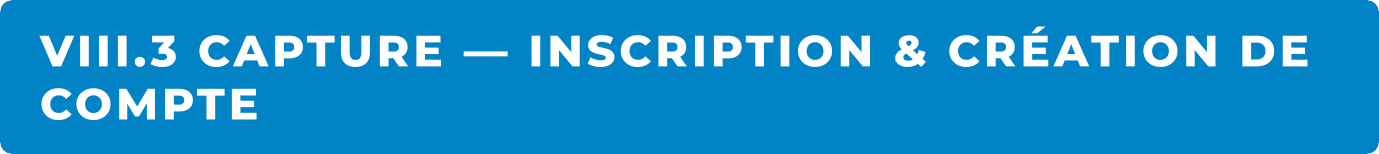 VIII.3 CAPTURE — INSCRIPTION & CRÉATION DE
COMPTE